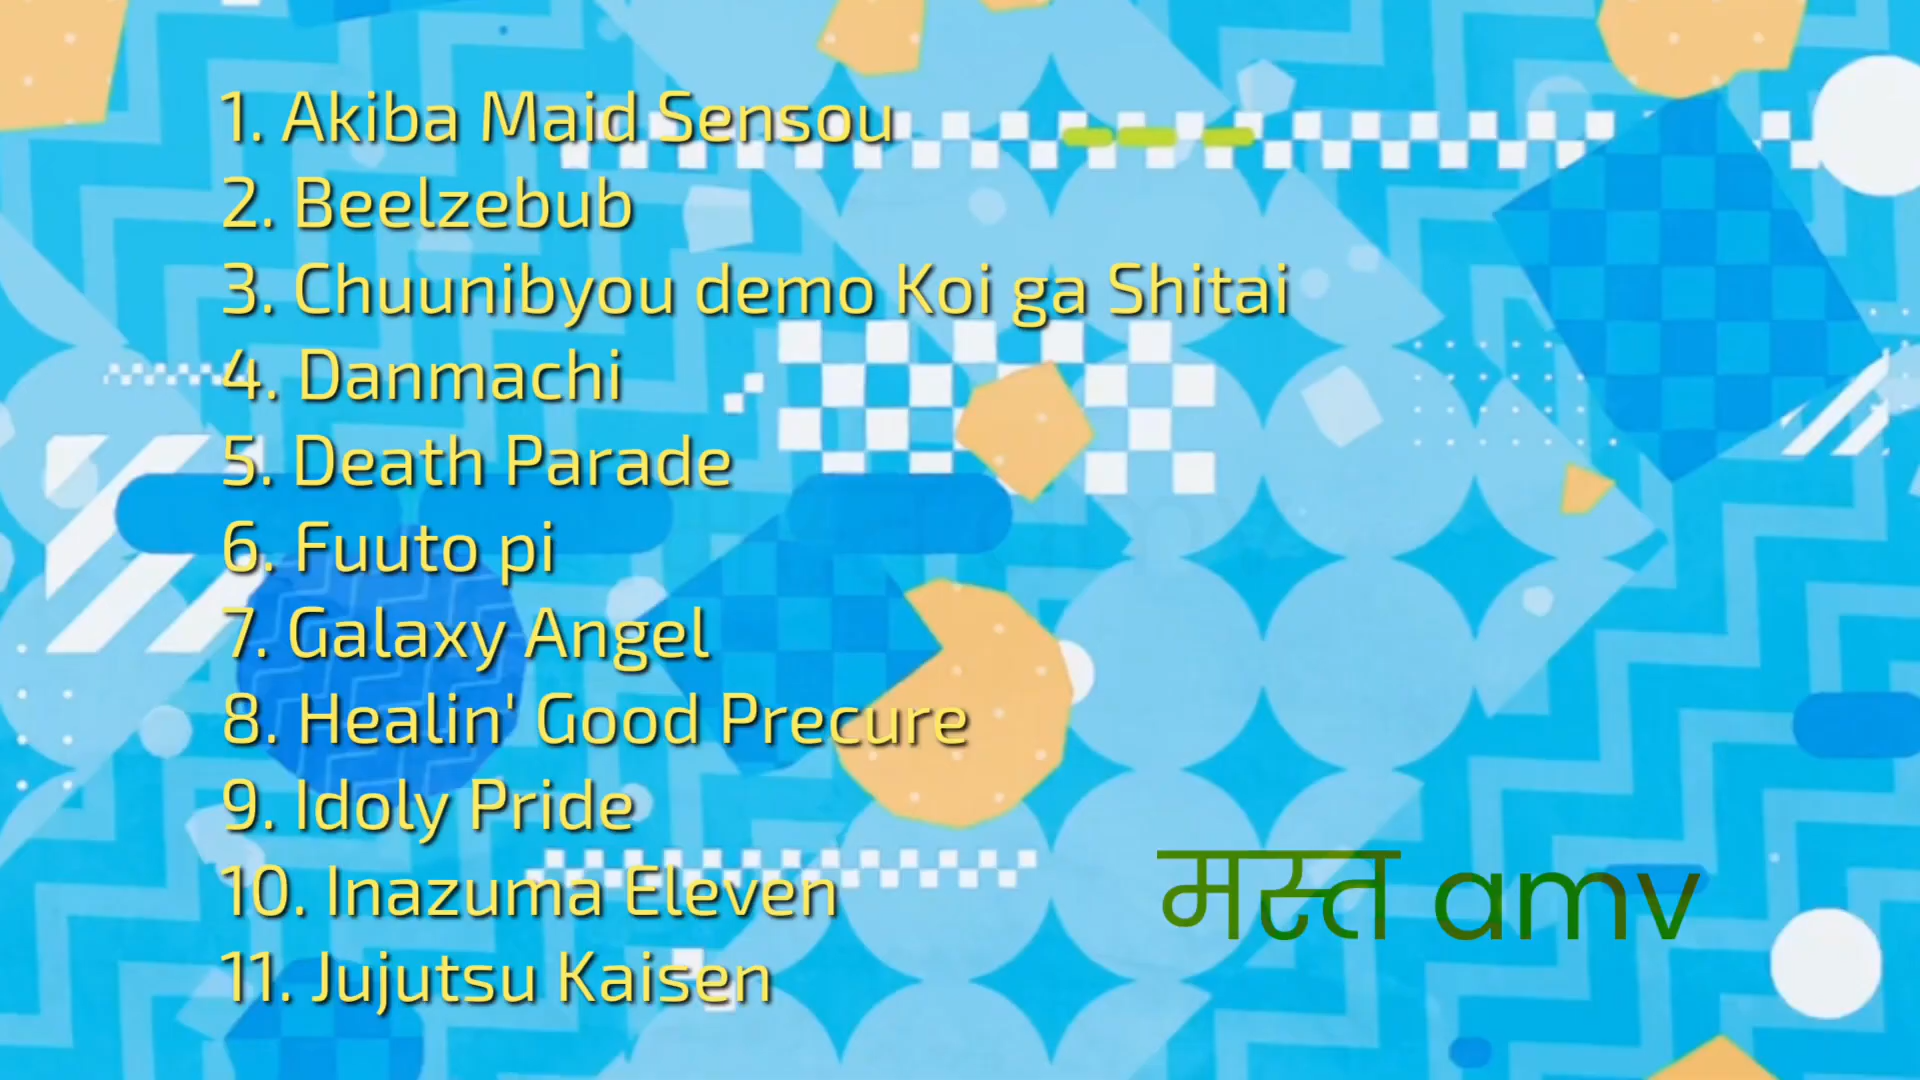 1. Akiba Maid Sensou
2. Beelzebub
3. Chuunibyou demo Koi ga Shitai
4. Danmachi
5. Death Parade
6. Fuuto pi
7. Galaxy Angel
8. Healin' Good Precure
9. Idoly Pride
10. Inazuma Eleven
11. Jujutsu Kaisen
मस्त amv